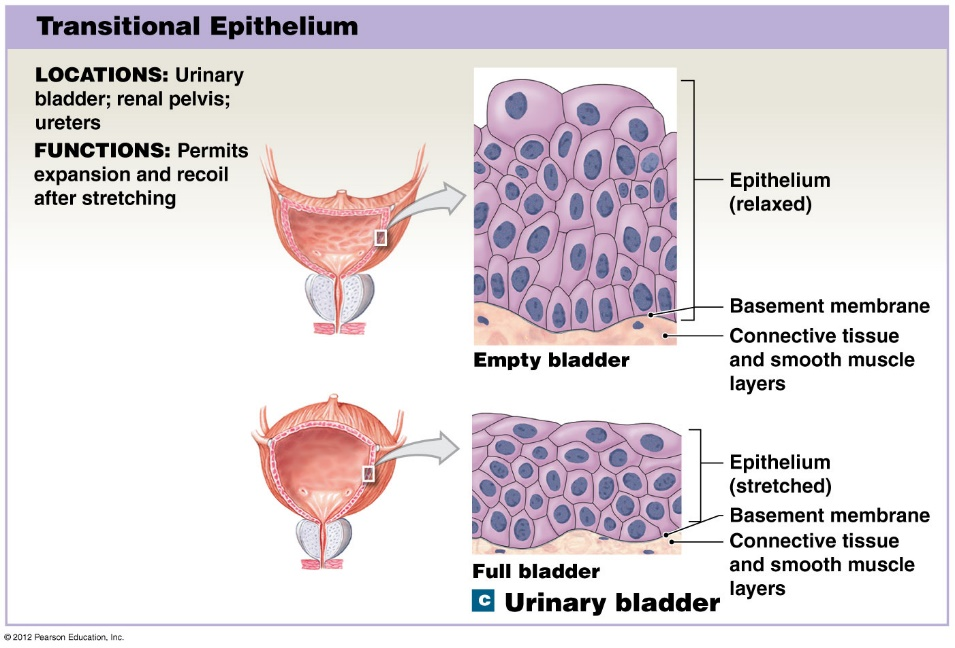 Transitional Epithelium
LOCATIONS: Urinary
bladder; renal pelvis;
ureters
FUNCTIONS: Permits
expansion and recoil
after stretching
Epithelium
(relaxed)
Basement membrane
Connective tissue
and smooth muscle
layers
Empty bladder
Epithelium
(stretched)
Basement membrane
Connective tissue
and smooth muscle
layers
Full bladder
C Urinary bladder
© 2012 Pearson Education, Inc.